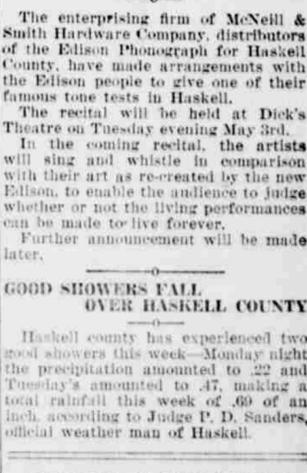 The enterprising firm of McNeill &
Smith Hardware Company, distributors
of the Edison Phonograph for Haskell
County, have made arrangements with
the Edison people to give one of their
famous tone tests in Haskell.
The recital will be held at Dick's
Theatre on Tuesday evening May 3rd.
In the coming recital, the artists
will sing and whistle in comparison
with their art as re-created by the new
Edison, to enable the audience to judge
whether or not the living performances
can be made to live forever.
Further announcement will be made
later.
GOOD SHOWERS FALL
OVER HASKELL COUNTY
Haskell county has experienced two
good showers this week—Monday night
the precipitation amounted to .22 and
Tuesday's amounted to .47, making a
total rainfall this week of .69 of an
inch, according to Judge P. D. Sanders,
official weather man of Haskell.